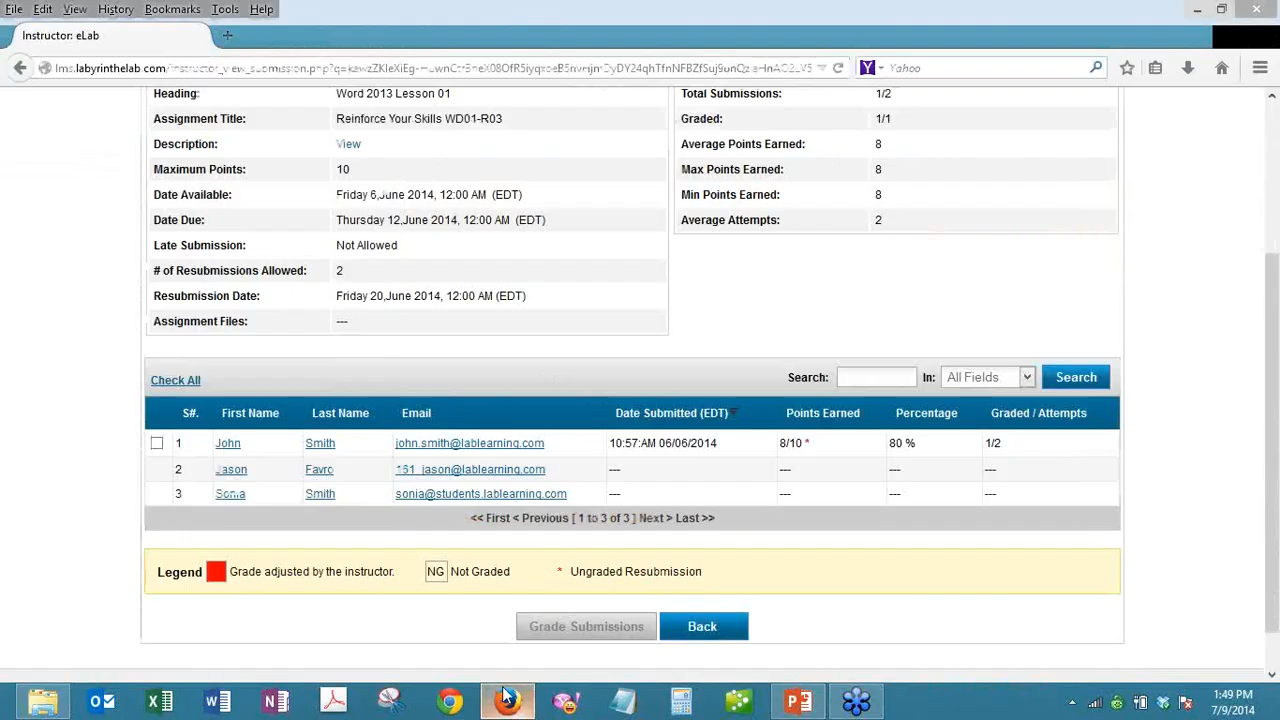 File Edit View History Bookmarks Tools Help
Instructor: eLab
Yahoo
Heading: Word 2013 Lesson 01
Assignment Title: Reinforce Your Skills WD01-R03
Description: View
Maximum Points: 10
Date Available: Friday 6,June 2014, 12:00 AM (EDT)
Date Due: Thursday 12,June 2014, 12:00 AM (EDT)
Late Submission: Not Allowed
# of Resubmissions Allowed: 2
Resubmission Date: Friday 20,June 2014, 12:00 AM (EDT)
Assignment Files: ---
Total Submissions: 1/2
Graded: 1/1
Average Points Earned: 8
Max Points Earned: 8
Min Points Earned: 8
Average Attempts: 2
Check All Search: In: All Fields Search
S#. First Name Last Name Email Date Submitted (EDT) Points Earned Percentage Graded / Attempts
1 John Smith john.smith@lablearning.com 10:57:AM 06/06/2014 8/10 * 80 % 1/2
2 Jason Favro 161_jason@lablearning.com --- --- --- ---
3 Sonia Smith sonia@students.lablearning.com --- --- --- ---
<< First < Previous [ 1 to 3 of 3 ] Next > Last >>
Legend Grade adjusted by the instructor. NG Not Graded * Ungraded Resubmission
Grade Submissions Back
1:49 PM
7/9/2014